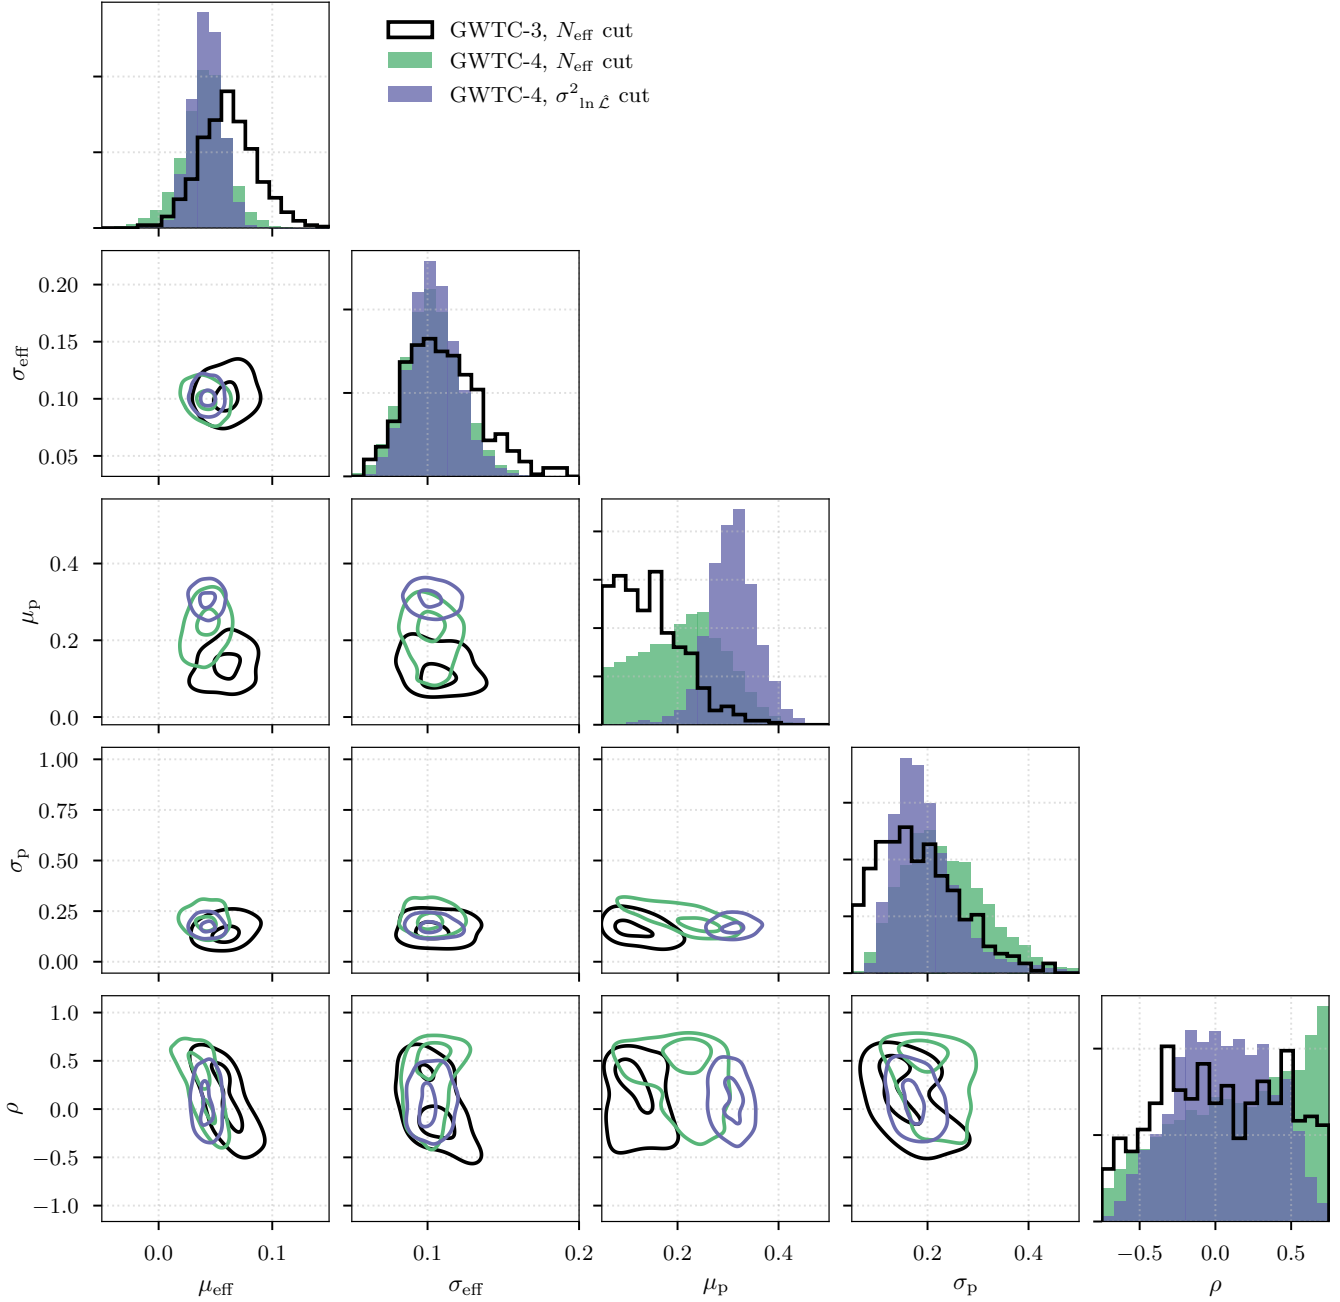 GWTC-3, N_eff cut
GWTC-4, N_eff cut
GWTC-4, σ²_{ln 𝓛̂} cut
σ_eff
0.20
0.15
0.10
0.05
μ_p
0.4
0.2
0.0
σ_p
1.00
0.75
0.50
0.25
0.00
ρ
1.0
0.5
0.0
−0.5
−1.0
0.0 0.1
0.1 0.2
0.2 0.4
0.2 0.4
−0.5 0.0 0.5
μ_eff
σ_eff
μ_p
σ_p
ρ